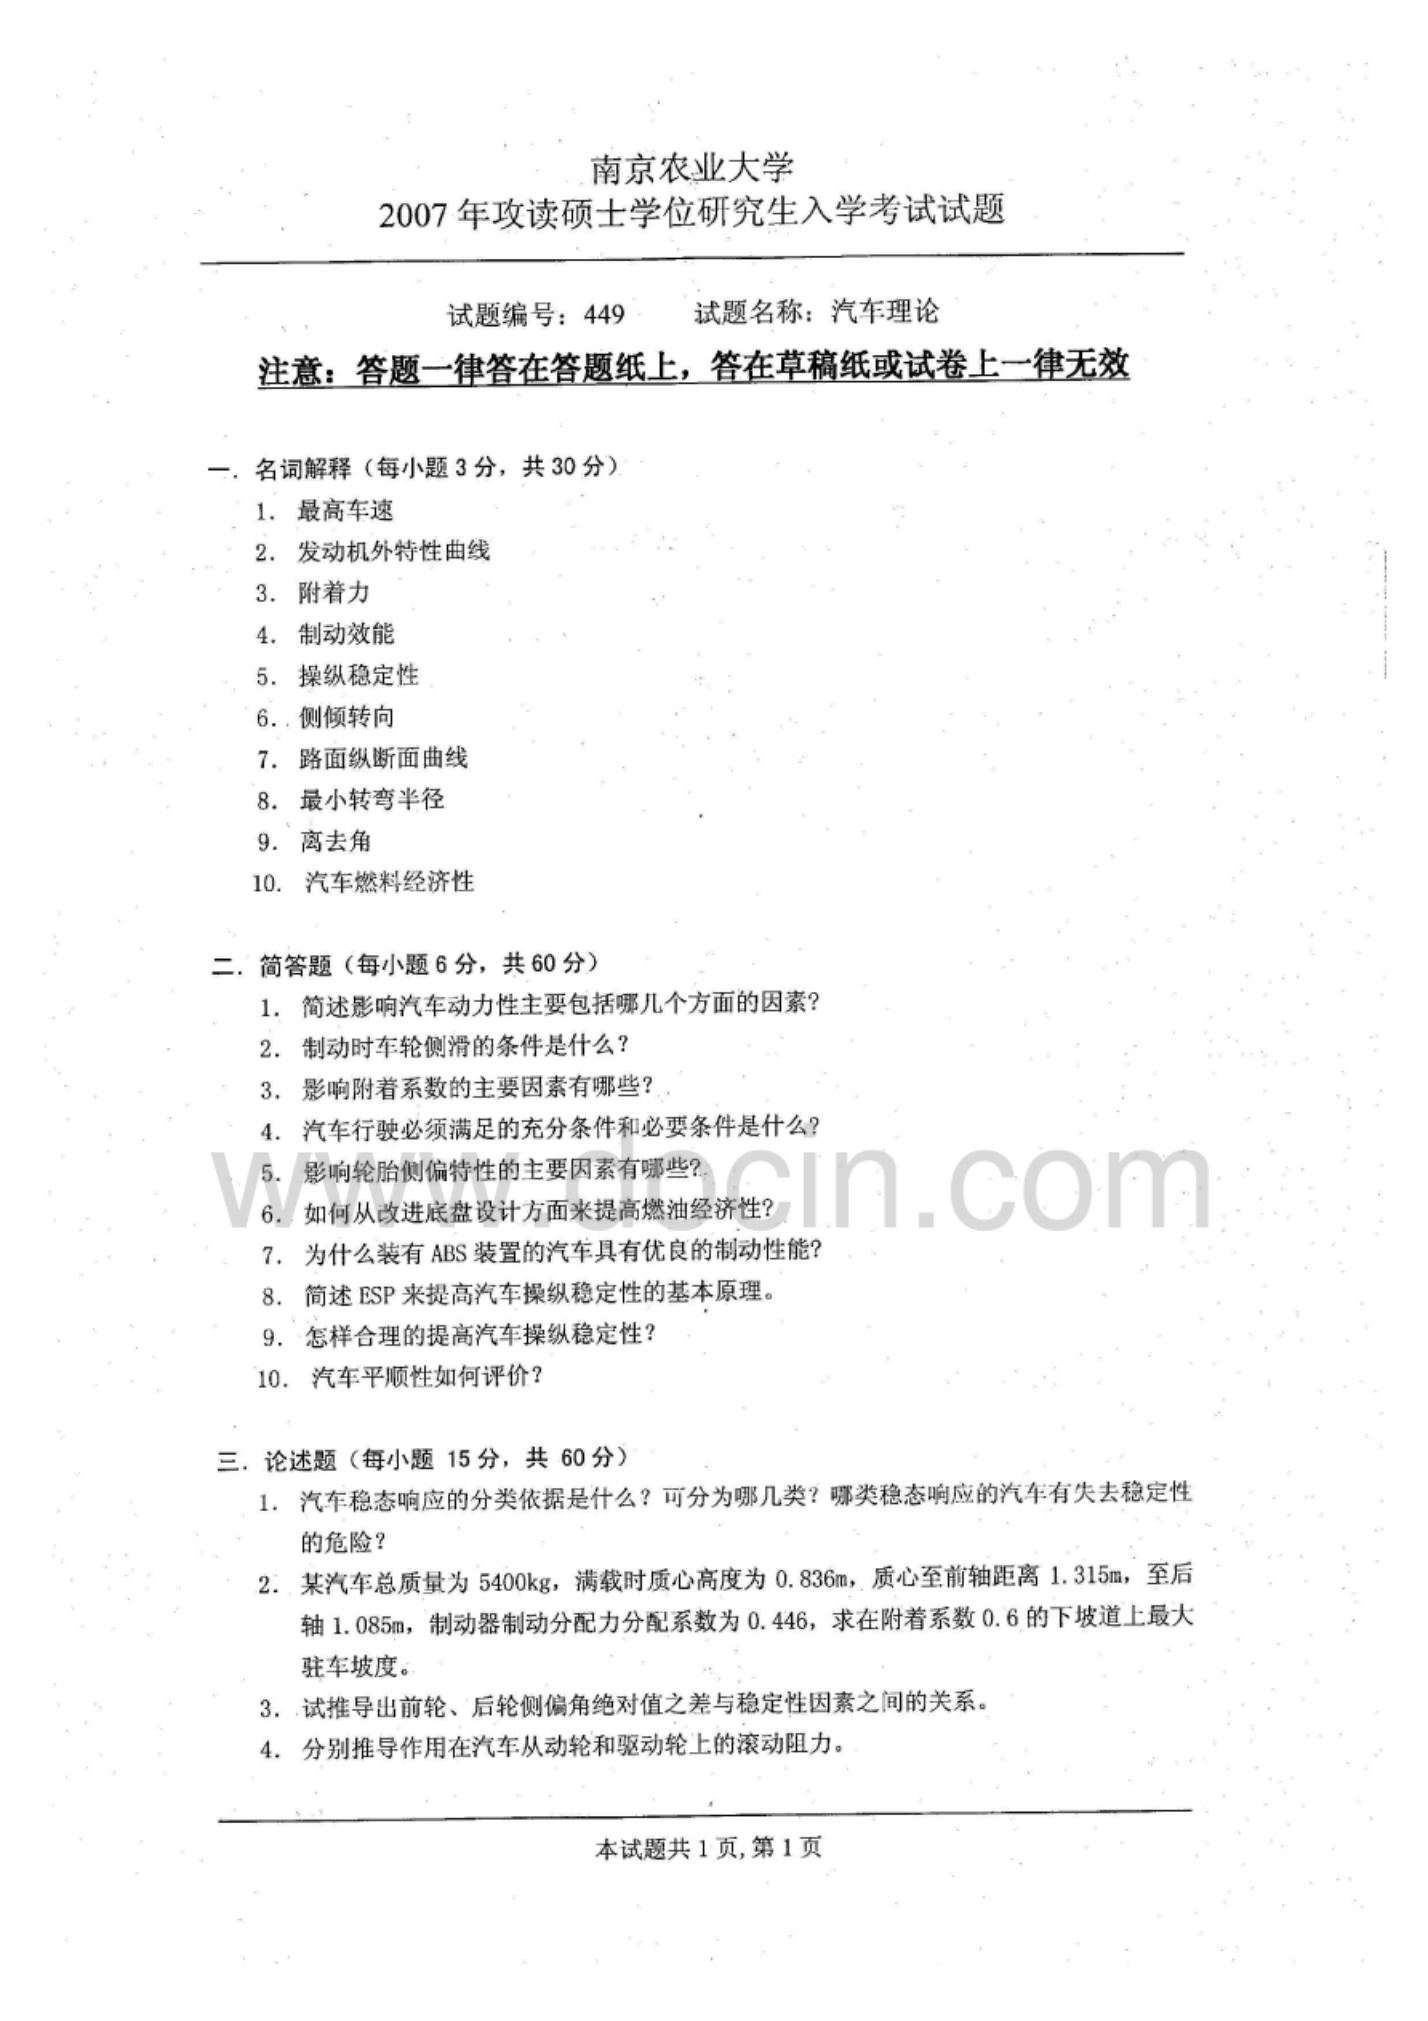 南京农业大学
2007 年攻读硕士学位研究生入学考试试题
试题编号：449 试题名称：汽车理论
注意：答题一律答在答题纸上，答在草稿纸或试卷上一律无效
一．名词解释（每小题 3 分，共 30 分）
1． 最高车速
2． 发动机外特性曲线
3． 附着力
4． 制动效能
5． 操纵稳定性
6． 侧倾转向
7． 路面纵断面曲线
8． 最小转弯半径
9． 离去角
10． 汽车燃料经济性
二．简答题（每小题 6 分，共 60 分）
1． 简述影响汽车动力性主要包括哪几个方面的因素？
2． 制动时车轮侧滑的条件是什么？
3． 影响附着系数的主要因素有哪些？
4． 汽车行驶必须满足的充分条件和必要条件是什么？
5． 影响轮胎侧偏特性的主要因素有哪些？
www.docin.com
6． 如何从改进底盘设计方面来提高燃油经济性？
7． 为什么装有 ABS 装置的汽车具有优良的制动性能？
8． 简述 ESP 来提高汽车操纵稳定性的基本原理。
9． 怎样合理的提高汽车操纵稳定性？
10． 汽车平顺性如何评价？
三．论述题（每小题 15 分，共 60 分）
1． 汽车稳态响应的分类依据是什么？可分为哪几类？哪类稳态响应的汽车有失去稳定性
的危险？
2． 某汽车总质量为 5400kg，满载时质心高度为 0.836m，质心至前轴距离 1.315m，至后
轴 1.085m，制动器制动分配力分配系数为 0.446，求在附着系数 0.6 的下坡道上最大
驻车坡度。
3． 试推导出前轮、后轮侧偏角绝对值之差与稳定性因素之间的关系。
4． 分别推导作用在汽车从动轮和驱动轮上的滚动阻力。
本试题共 1 页,第 1 页